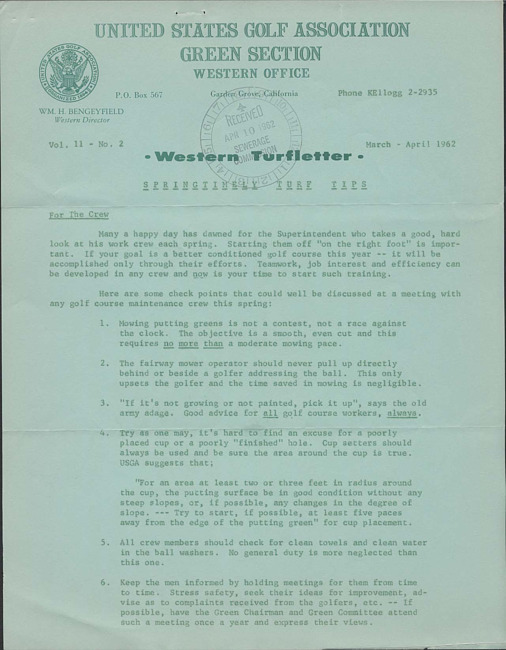 UNITED STATES GOLF ASSOCIATION
GREEN SECTION
WESTERN OFFICE
P.O. Box 567
Garden Grove, California
Phone KEllogg 2-2935
WM. H. BENGEYFIELD
Western Director
RECEIVED
APR 10 1962
SEWERAGE
COMMISSION
Vol. 11 - No. 2
March - April 1962
• Western Turfletter •
SPRINGTIMELY TURF TIPS
For The Crew
Many a happy day has dawned for the Superintendent who takes a good, hard
look at his work crew each spring. Starring them off "on the right foot" is impor-
tant. If your goal is a better conditioned golf course this year -- it will be
accomplished only through their efforts. Teamwork, job interest and efficiency can
be developed in any crew and now is your time to start such training.
Here are some check points that could well be discussed at a meeting with
any golf course maintenance crew this spring:
1. Mowing putting greens is not a contest, not a race against
the clock. The objective is a smooth, even cut and this
requires no more than a moderate mowing pace.
2. The fairway mower operator should never pull up directly
behind or beside a golfer addressing the ball. This only
upsets the golfer and the time saved in mowing is negligible.
3. "If it's not growing or not painted, pick it up", says the old
army adage. Good advice for all golf course workers, always.
4. Try as one may, it's hard to find an excuse for a poorly
placed cup or a poorly "finished" hole. Cup setters should
always be used and be sure the area around the cup is true.
USGA suggests that;
"For an area at least two or three feet in radius around
the cup, the putting surface be in good condition without any
steep slopes, or, if possible, any changes in the degree of
slope. --- Try to start, if possible, at least five paces
away from the edge of the putting green" for cup placement.
5. All crew members should check for clean towels and clean water
in the ball washers. No general duty is more neglected than
this one.
6. Keep the men informed by holding meetings for them from time
to time. Stress safety, seek their ideas for improvement, ad-
vise as to complaints received from the golfers, etc. -- If
possible, have the Green Chairman and Green Committee attend
such a meeting once a year and express their views.